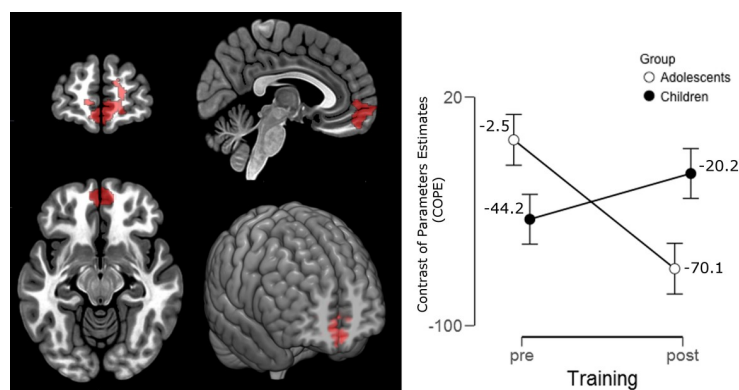 Group
Adolescents
Children
20
-2.5
-20.2
-44.2
-70.1
-100
Contrast of Parameters Estimates
(COPE)
pre
post
Training